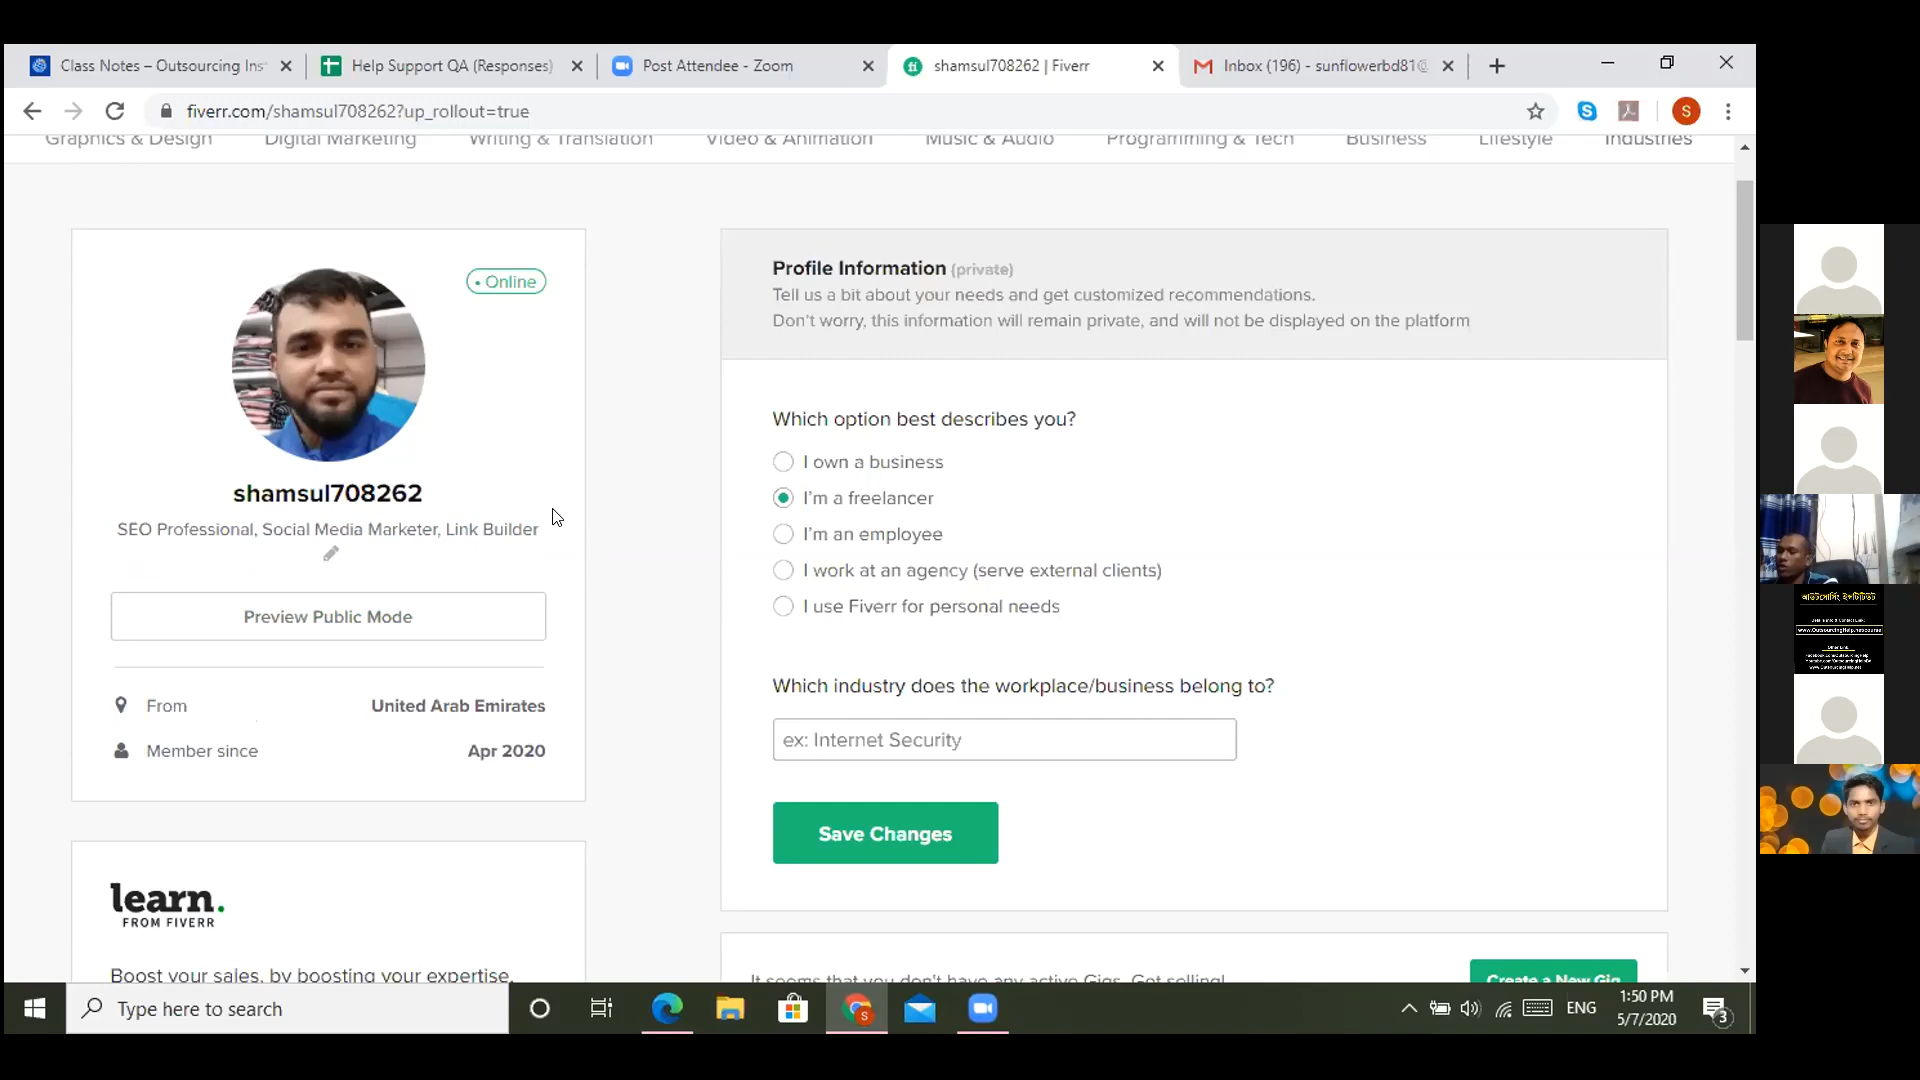 Class Notes – Outsourcing Ins
Help Support QA (Responses)
Post Attendee - Zoom
shamsul708262 | Fiverr
Inbox (196) - sunflowerbd81@
fiverr.com/shamsul708262?up_rollout=true
S
Graphics & Design
Digital Marketing
Writing & Translation
Video & Animation
Music & Audio
Programming & Tech
Business
Lifestyle
Industries
• Online
shamsul708262
SEO Professional, Social Media Marketer, Link Builder
Preview Public Mode
From
United Arab Emirates
Member since
Apr 2020
learn.
FROM FIVERR
Boost your sales, by boosting your expertise.
Profile Information (private)
Tell us a bit about your needs and get customized recommendations.
Don't worry, this information will remain private, and will not be displayed on the platform
Which option best describes you?
I own a business
I'm a freelancer
I'm an employee
I work at an agency (serve external clients)
I use Fiverr for personal needs
Which industry does the workplace/business belong to?
ex: Internet Security
Save Changes
It seems that you don't have any active Gigs. Get selling!
Create a New Gig
Type here to search
ENG
1:50 PM
5/7/2020
3